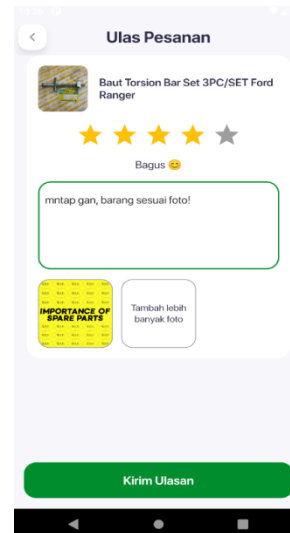 Ulas Pesanan
Baut Torsion Bar Set 3PC/SET Ford
Ranger
Bagus 😊
mntap gan, barang sesuai foto!
IMPORTANCE OF
SPARE PARTS
Tambah lebih
banyak foto
Kirim Ulasan